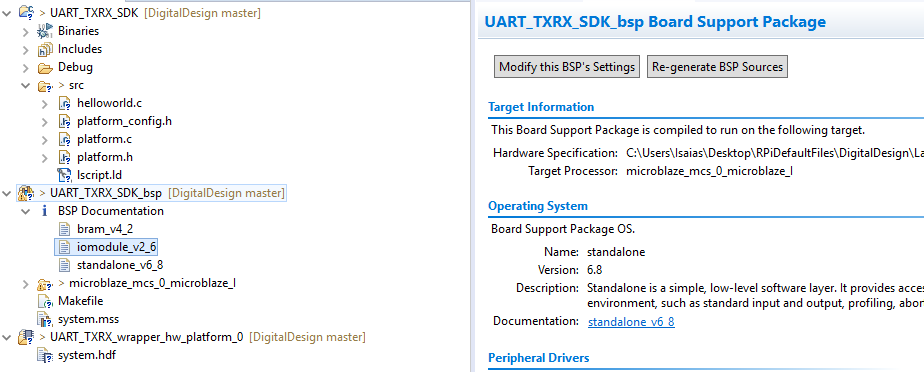 UART_TXRX_SDK [DigitalDesign master]
Binaries
Includes
Debug
> src
helloworld.c
platform_config.h
platform.c
platform.h
lscript.ld
> UART_TXRX_SDK_bsp [DigitalDesign master]
BSP Documentation
bram_v4_2
iomodule_v2_6
standalone_v6_8
> microblaze_mcs_0_microblaze_I
Makefile
system.mss
> UART_TXRX_wrapper_hw_platform_0 [DigitalDesign master]
system.hdf
UART_TXRX_SDK_bsp Board Support Package
Modify this BSP's Settings Re-generate BSP Sources
Target Information
This Board Support Package is compiled to run on the following target.
Hardware Specification: C:\Users\Isaias\Desktop\RPiDefaultFiles\DigitalDesign\La
Target Processor: microblaze_mcs_0_microblaze_I
Operating System
Board Support Package OS.
Name: standalone
Version: 6.8
Description: Standalone is a simple, low-level software layer. It provides acces
environment, such as standard input and output, profiling, abor
Documentation: standalone_v6_8
Peripheral Drivers